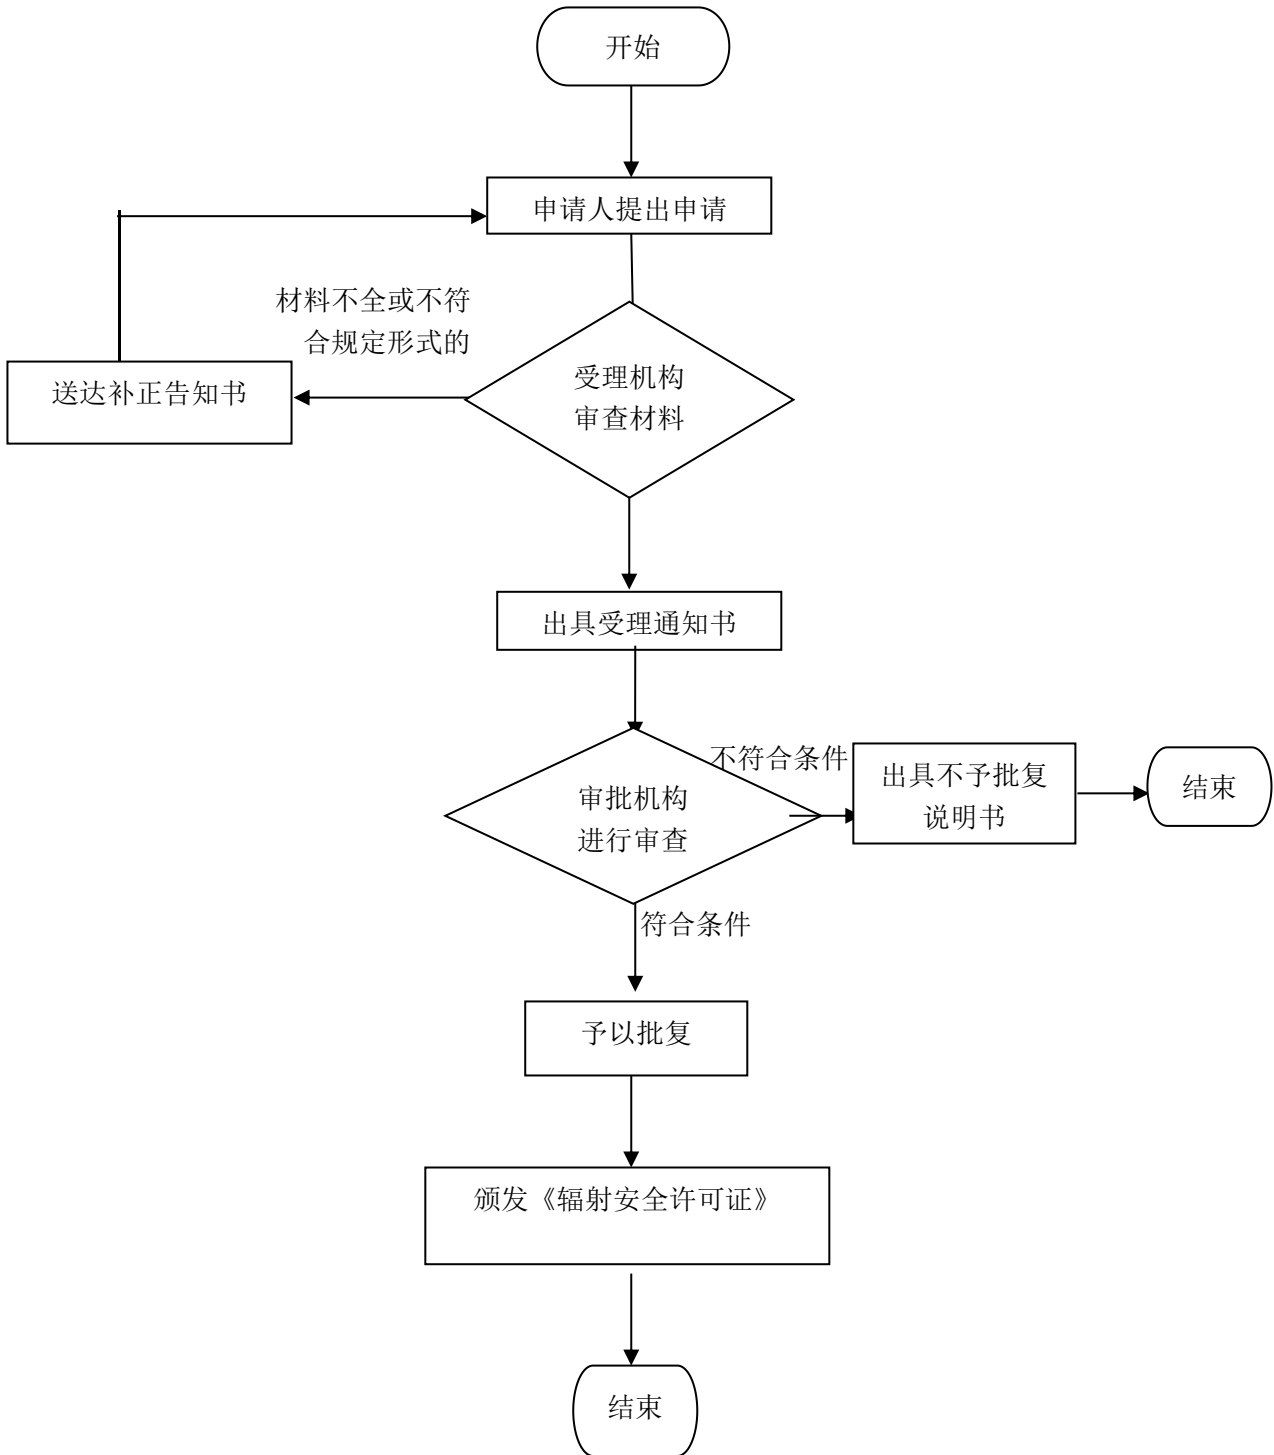 开始
申请人提出申请
材料不全或不符
合规定形式的
送达补正告知书
受理机构
审查材料
出具受理通知书
不符合条件
出具不予批复
说明书
结束
审批机构
进行审查
符合条件
予以批复
颁发《辐射安全许可证》
结束